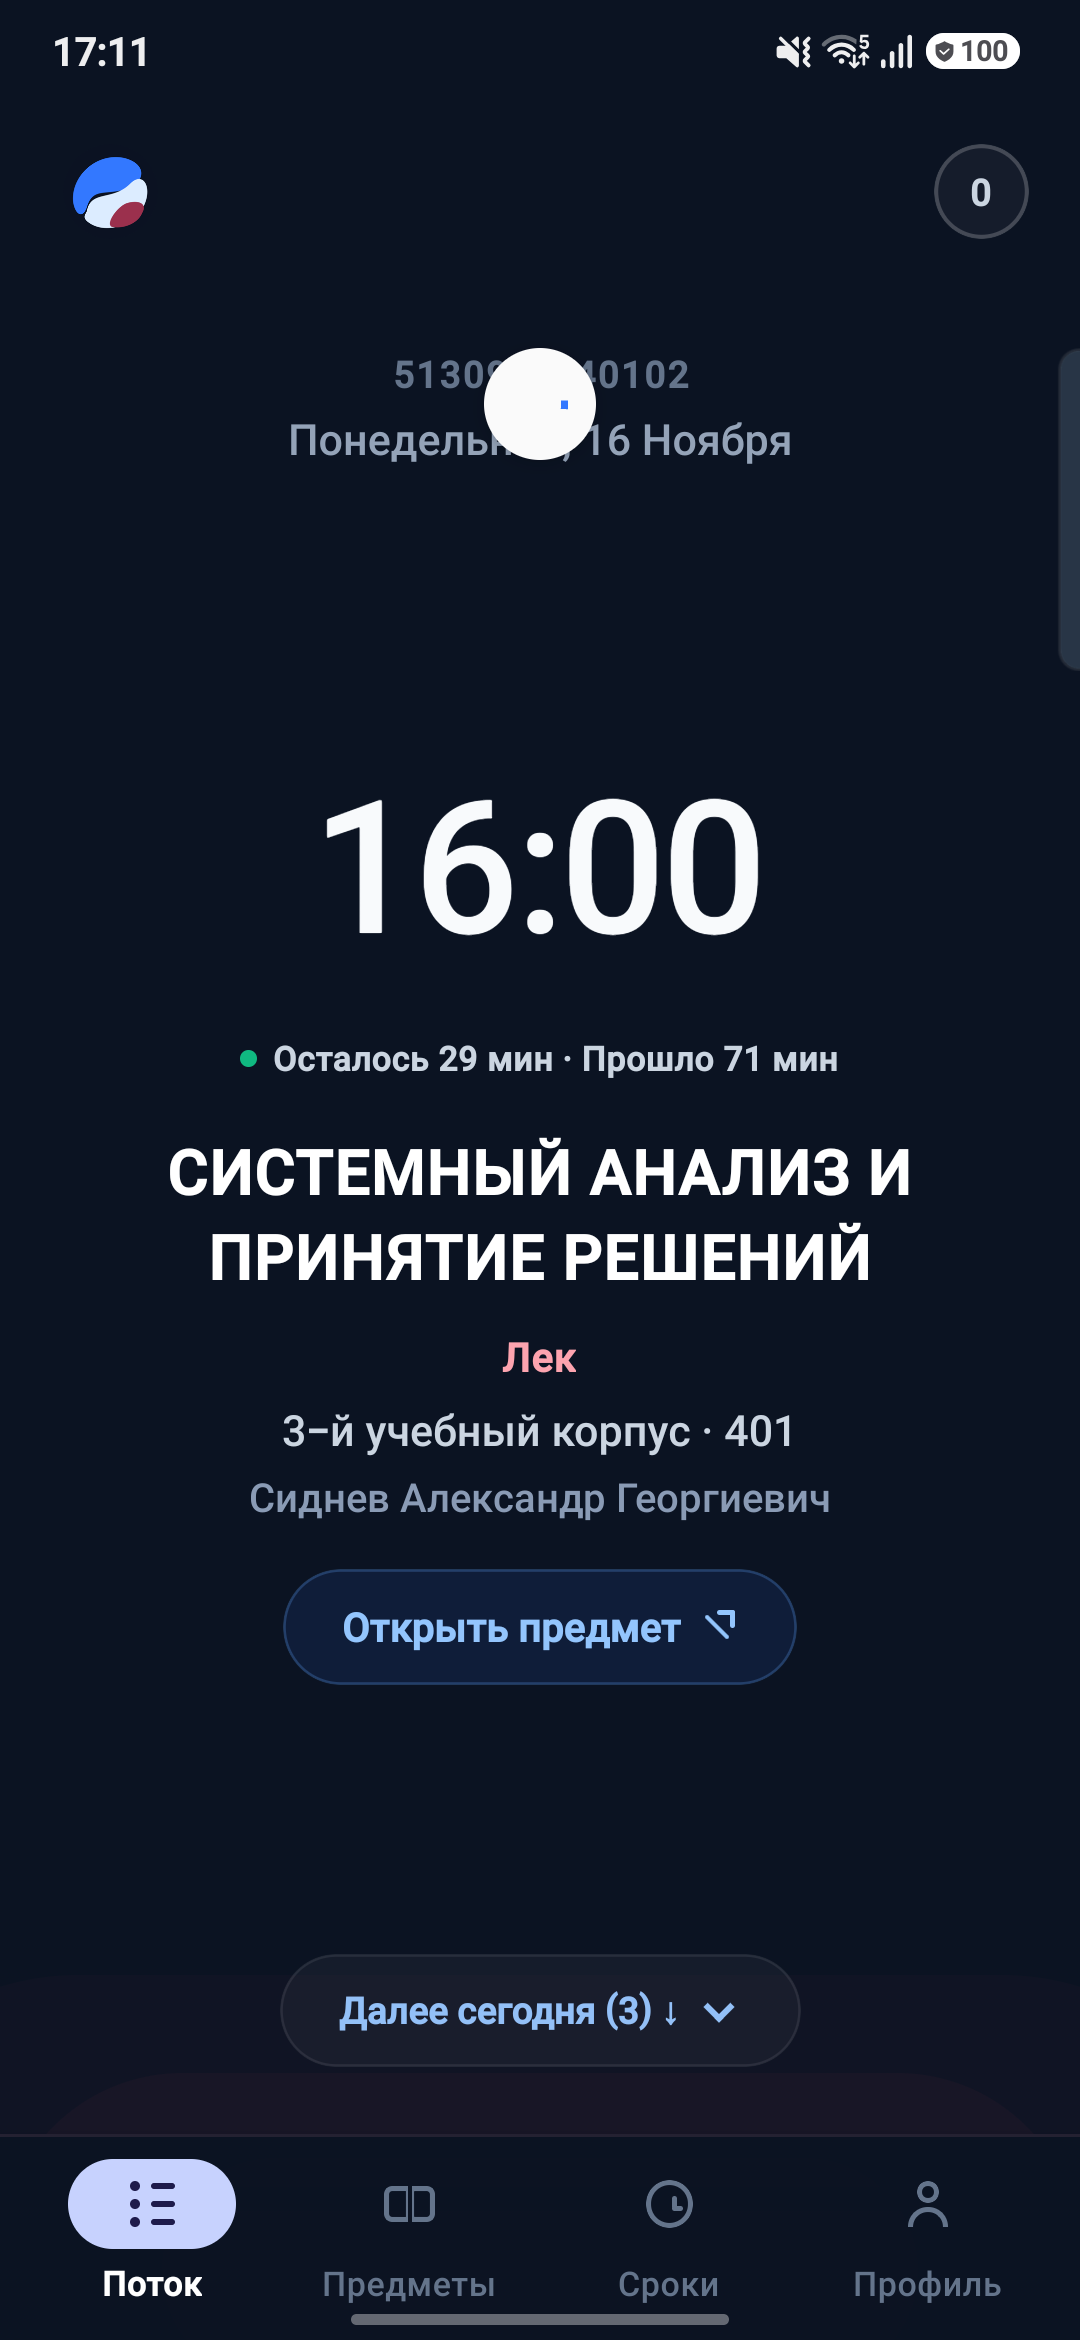 17:11
5
100
0
16 Ноября
16:00
Осталось 29 мин · Прошло 71 мин
СИСТЕМНЫЙ АНАЛИЗ И
ПРИНЯТИЕ РЕШЕНИЙ
Лек
3-й учебный корпус · 401
Сиднев Александр Георгиевич
Открыть предмет
Далее сегодня (3) ↓
Поток
Предметы
Сроки
Профиль